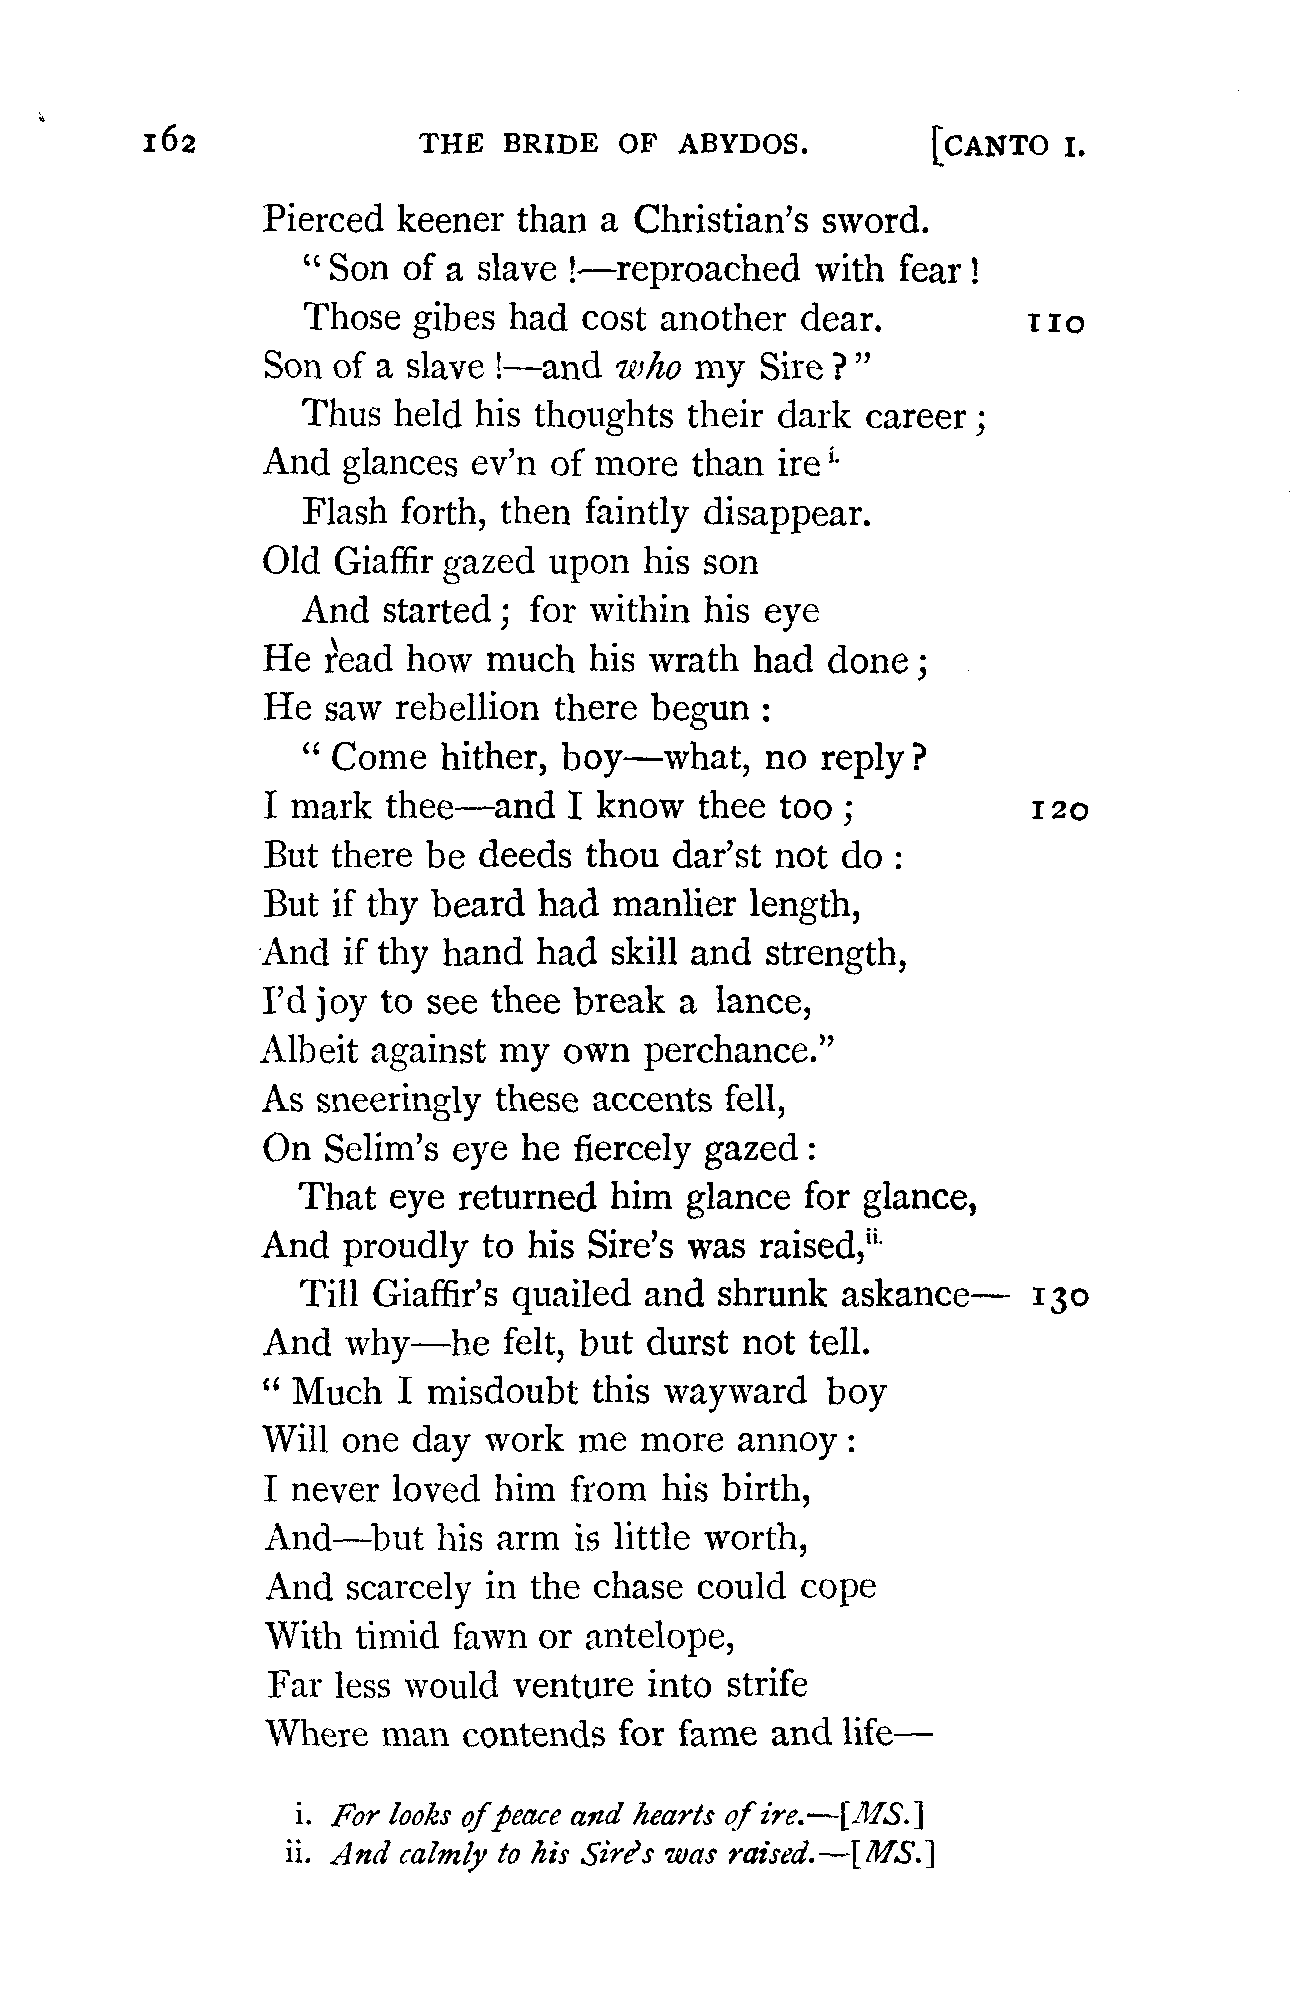 162 THE BRIDE OF ABYDOS. [CANTO I.
Pierced keener than a Christian's sword.
"Son of a slave!—reproached with fear!
Those gibes had cost another dear. 110
Son of a slave!—and who my Sire?"
Thus held his thoughts their dark career;
And glances ev'n of more than ire i.
Flash forth, then faintly disappear.
Old Giaffir gazed upon his son
And started; for within his eye
He read how much his wrath had done;
He saw rebellion there begun:
"Come hither, boy—what, no reply?
I mark thee—and I know thee too; 120
But there be deeds thou dar'st not do:
But if thy beard had manlier length,
And if thy hand had skill and strength,
I'd joy to see thee break a lance,
Albeit against my own perchance."
As sneeringly these accents fell,
On Selim's eye he fiercely gazed:
That eye returned him glance for glance,
And proudly to his Sire's was raised, ii.
Till Giaffir's quailed and shrunk askance— 130
And why—he felt, but durst not tell.
"Much I misdoubt this wayward boy
Will one day work me more annoy:
I never loved him from his birth,
And—but his arm is little worth,
And scarcely in the chase could cope
With timid fawn or antelope,
Far less would venture into strife
Where man contends for fame and life—
i. For looks of peace and hearts of ire.—[MS.]
ii. And calmly to his Sire's was raised.—[MS.]